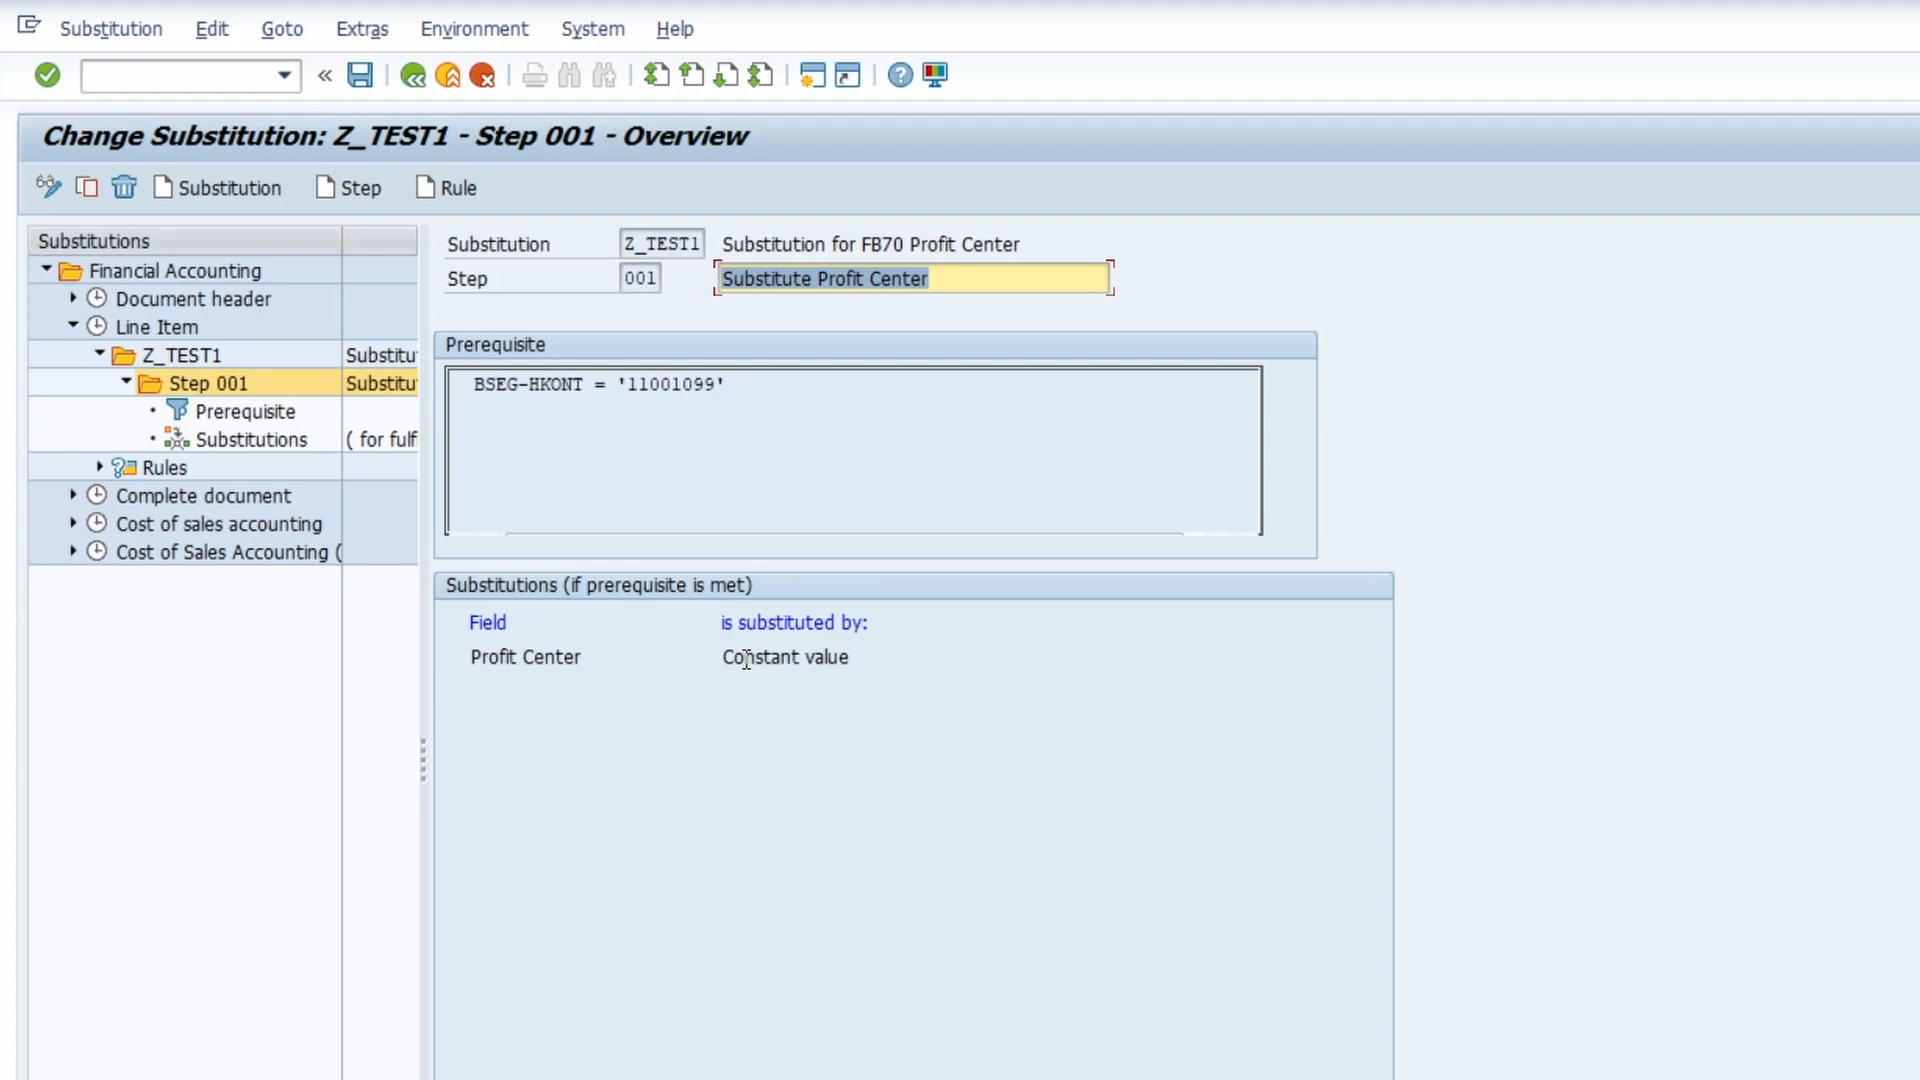 Substitution Edit Goto Extras Environment System Help
Change Substitution: Z_TEST1 - Step 001 - Overview
Substitution Step Rule
Substitutions
Financial Accounting
Document header
Line Item
Z_TEST1 Substitu
Step 001 Substitu
Prerequisite
Substitutions ( for fulf
Rules
Complete document
Cost of sales accounting
Cost of Sales Accounting (
Substitution Z_TEST1 Substitution for FB70 Profit Center
Step 001 Substitute Profit Center
Prerequisite
BSEG-HKONT = '11001099'
Substitutions (if prerequisite is met)
Field is substituted by:
Profit Center Constant value